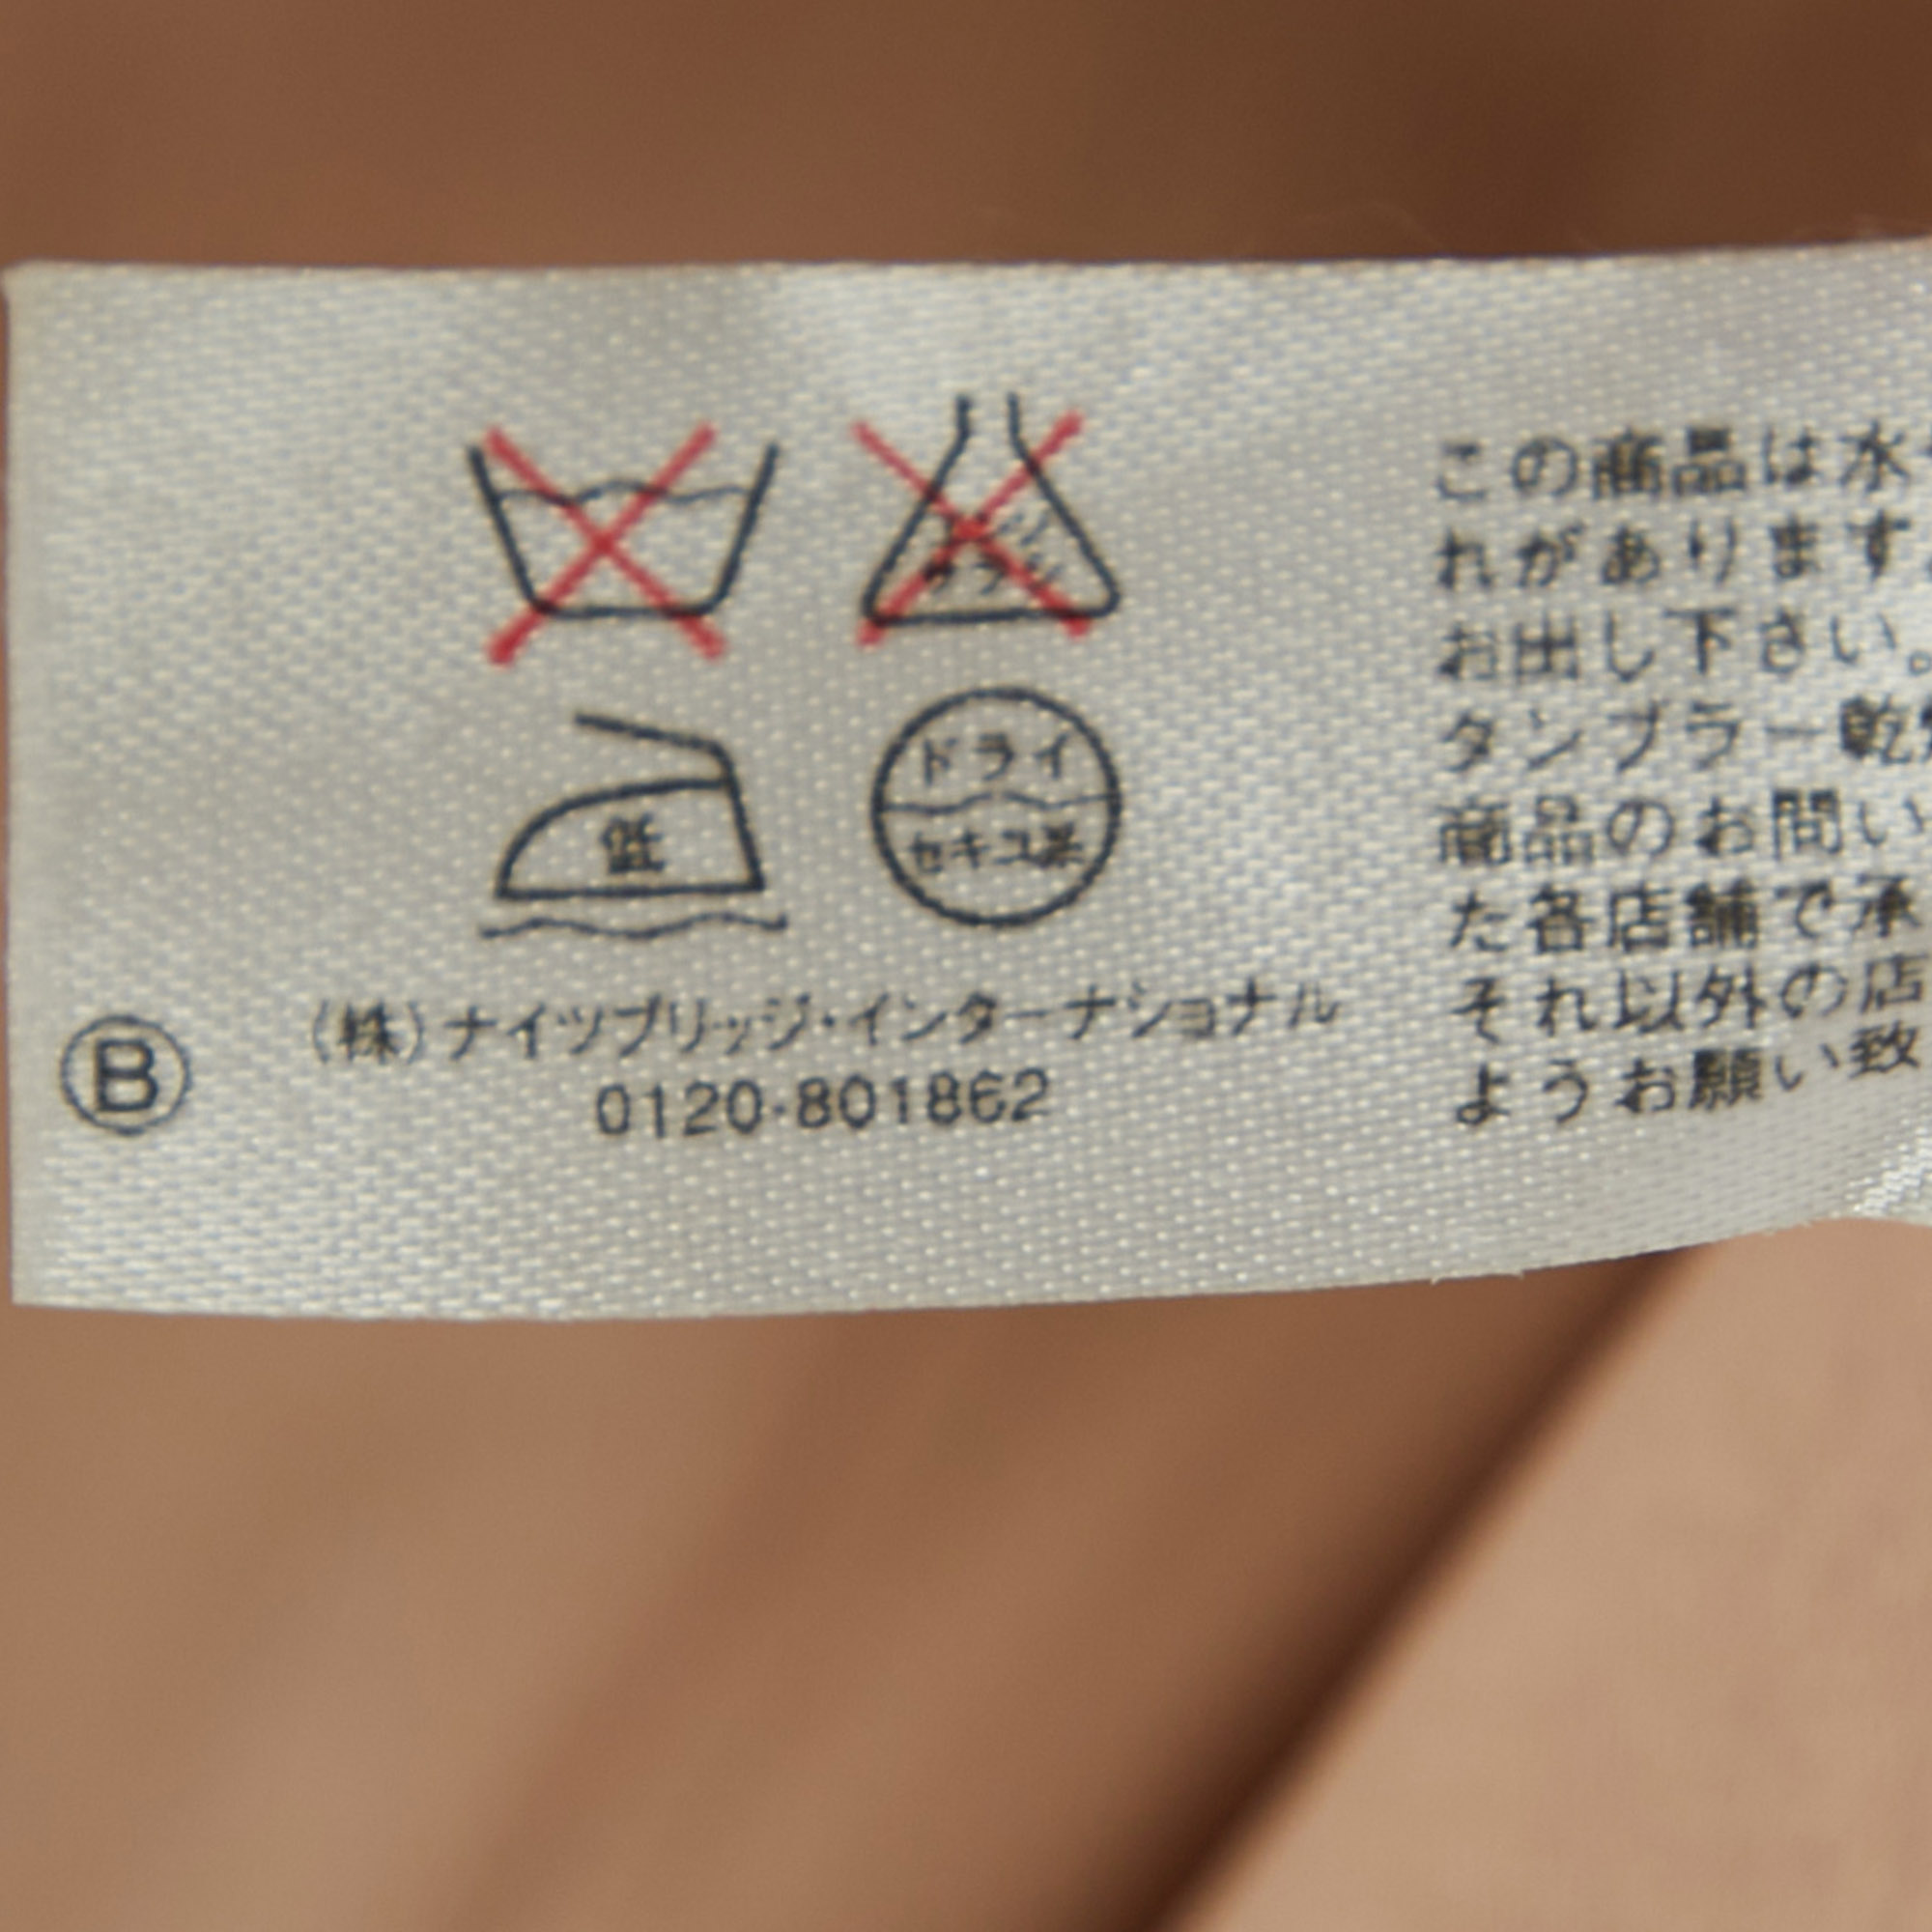 ドライ
セキユ系
低
Ⓑ
(株)ナイツブリッジ・インターナショナル
0120-801862
この商品は水
れがあります。
お出し下さい。
タンブラー乾
商品のお問い
た各店舗で承
それ以外の店
ようお願い致